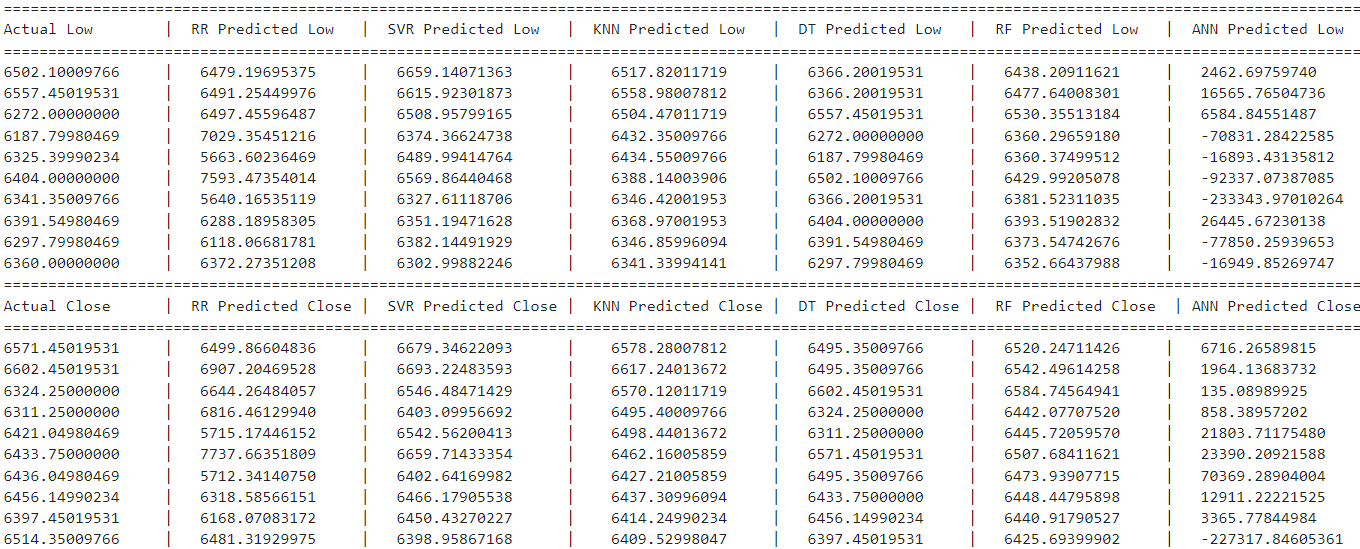 ================================================================================
Actual Low | RR Predicted Low | SVR Predicted Low | KNN Predicted Low | DT Predicted Low | RF Predicted Low | ANN Predicted Low
================================================================================
6502.10009766 | 6479.19695375 | 6659.14071363 | 6517.82011719 | 6366.20019531 | 6438.20911621 | 2462.69759740
6557.45019531 | 6491.25449976 | 6615.92301873 | 6558.98007812 | 6366.20019531 | 6477.64008301 | 16565.76504736
6272.00000000 | 6497.45596487 | 6508.95799165 | 6504.47011719 | 6557.45019531 | 6530.35513184 | 6584.84551487
6187.79980469 | 7029.35451216 | 6374.36624738 | 6432.35009766 | 6272.00000000 | 6360.29659180 | -70831.28422585
6325.39990234 | 5663.60236469 | 6489.99414764 | 6434.55009766 | 6187.79980469 | 6360.37499512 | -16893.43135812
6404.00000000 | 7593.47354014 | 6569.86440468 | 6388.14003906 | 6502.10009766 | 6429.99205078 | -92337.07387085
6341.35009766 | 5640.16535119 | 6327.61118706 | 6346.42001953 | 6366.20019531 | 6381.52311035 | -233343.97010264
6391.54980469 | 6288.18958305 | 6351.19471628 | 6368.97001953 | 6404.00000000 | 6393.51902832 | 26445.67230138
6297.79980469 | 6118.06681781 | 6382.14491929 | 6346.85996094 | 6391.54980469 | 6373.54742676 | -77850.25939653
6360.00000000 | 6372.27351208 | 6302.99882246 | 6341.33994141 | 6297.79980469 | 6352.66437988 | -16949.85269747
================================================================================
Actual Close | RR Predicted Close | SVR Predicted Close | KNN Predicted Close | DT Predicted Close | RF Predicted Close | ANN Predicted Close
================================================================================
6571.45019531 | 6499.86604836 | 6679.34622093 | 6578.28007812 | 6495.35009766 | 6520.24711426 | 6716.26589815
6602.45019531 | 6907.20469528 | 6693.22483593 | 6617.24013672 | 6495.35009766 | 6542.49614258 | 1964.13683732
6324.25000000 | 6644.26484057 | 6546.48471429 | 6570.12011719 | 6602.45019531 | 6584.74564941 | 135.08989925
6311.25000000 | 6816.46129940 | 6403.09956692 | 6495.40009766 | 6324.25000000 | 6442.07707520 | 858.38957202
6421.04980469 | 5715.17446152 | 6542.56200413 | 6498.44013672 | 6311.25000000 | 6445.72059570 | 21803.71175480
6433.75000000 | 7737.66351809 | 6659.71433354 | 6462.16005859 | 6571.45019531 | 6507.68411621 | 23390.20921588
6436.04980469 | 5712.34140750 | 6402.64169982 | 6427.21005859 | 6495.35009766 | 6473.93907715 | 70369.28904004
6456.14990234 | 6318.58566151 | 6466.17905538 | 6437.30996094 | 6433.75000000 | 6448.44795898 | 12911.22221525
6397.45019531 | 6168.07083172 | 6450.43270227 | 6414.24990234 | 6456.14990234 | 6440.91790527 | 3365.77844984
6514.35009766 | 6481.31929975 | 6398.95867168 | 6409.52998047 | 6397.45019531 | 6425.69399902 | -227317.84605361